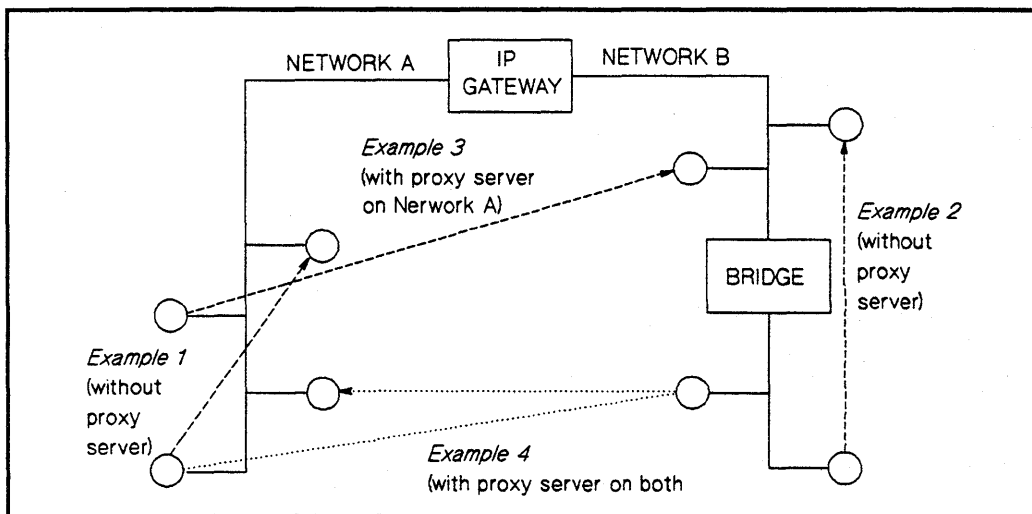 NETWORK A
IP
GATEWAY
NETWORK B
Example 3
(with proxy server
on Nerwork A)
Example 2
(without
proxy
server)
BRIDGE
Example 1
(without
proxy
server)
Example 4
(with proxy server on both